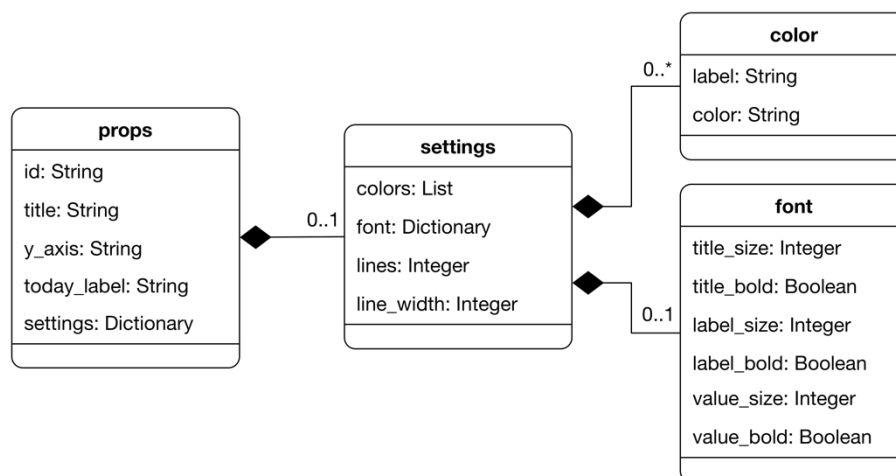 props
id: String
title: String
y_axis: String
today_label: String
settings: Dictionary
0..1
settings
colors: List
font: Dictionary
lines: Integer
line_width: Integer
0..*
color
label: String
color: String
0..1
font
title_size: Integer
title_bold: Boolean
label_size: Integer
label_bold: Boolean
value_size: Integer
value_bold: Boolean